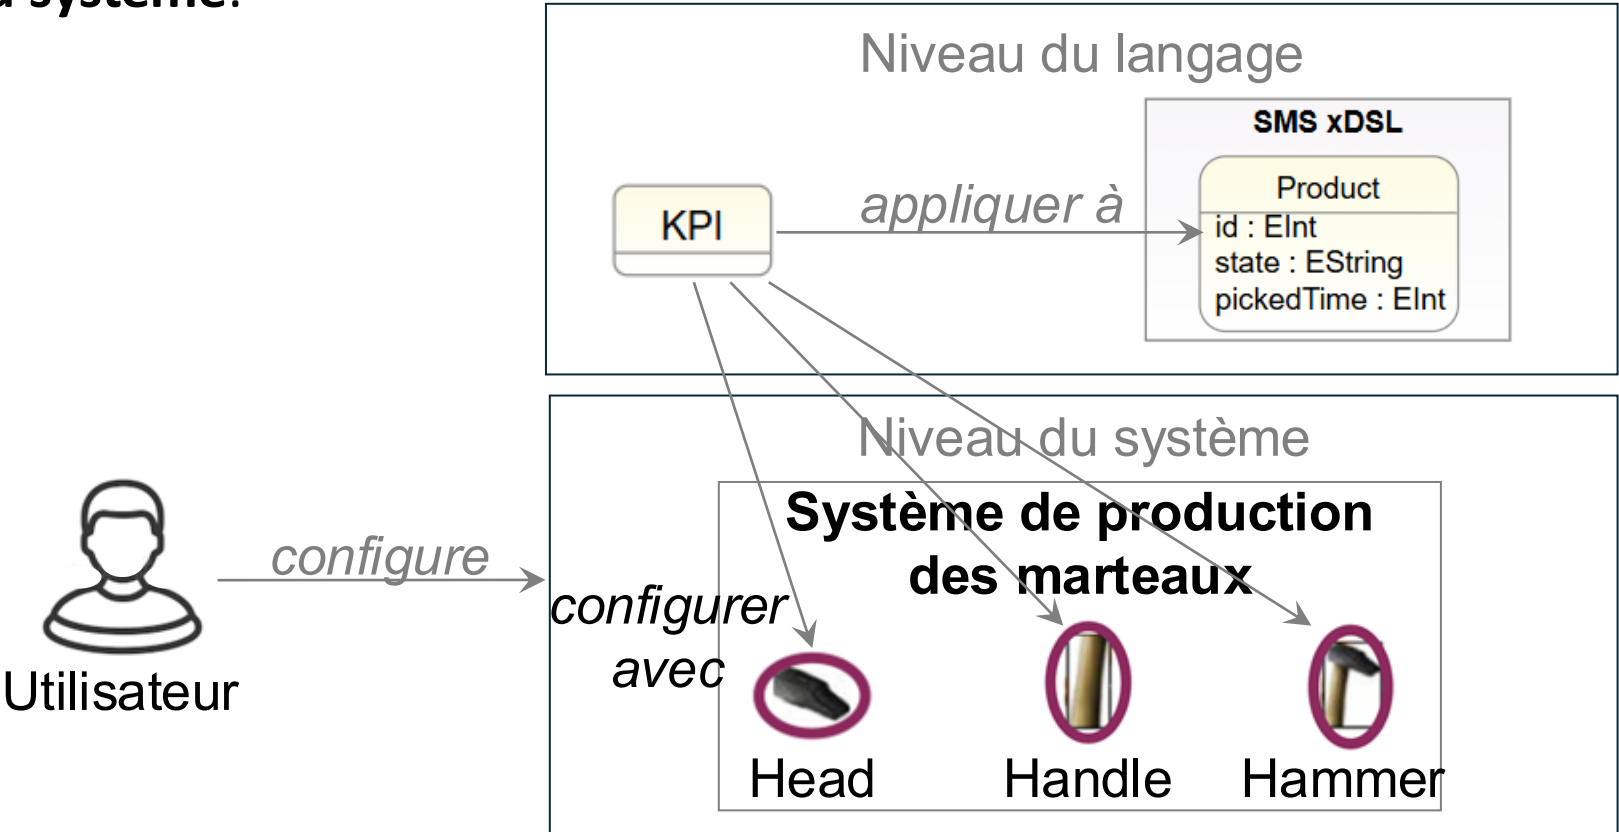 système.
Niveau du langage
SMS xDSL
Product
id : EInt
state : EString
pickedTime : EInt
KPI
appliquer à
Niveau du système
Système de production
des marteaux
configure
configurer
avec
Utilisateur
Head
Handle
Hammer